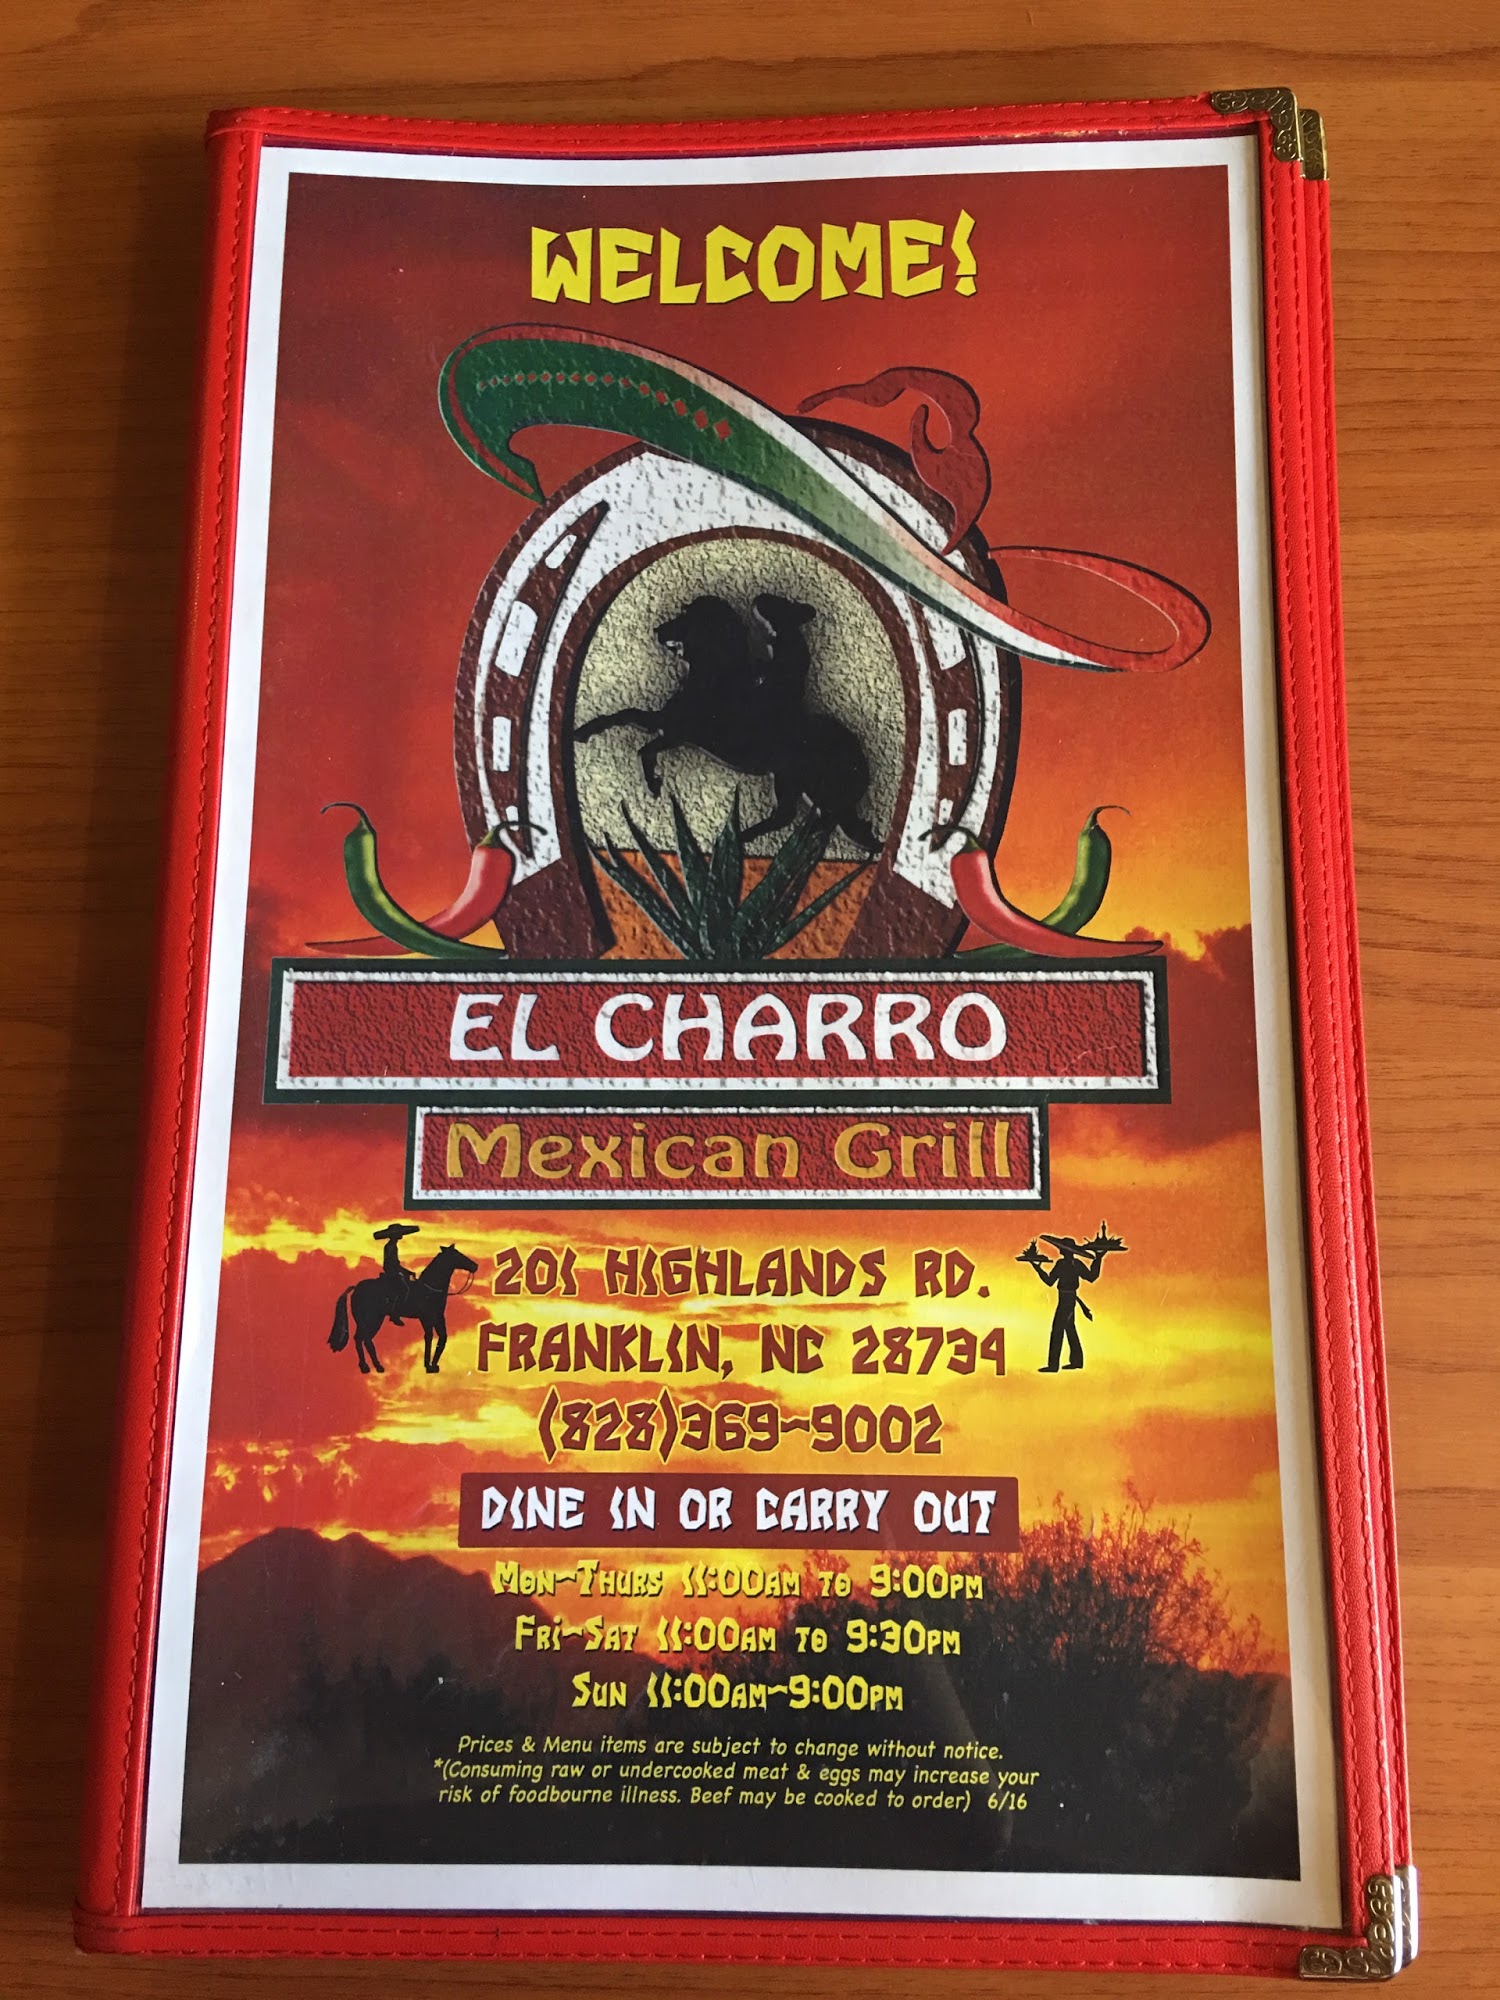 WELCOME!
EL CHARRO
Mexican Grill
201 HIGHLANDS RD.
FRANKLIN, NC 28734
(828)369-9002
DINE IN OR CARRY OUT
MON-THURS 11:00AM TO 9:00PM
FRI-SAT 11:00AM TO 9:30PM
SUN 11:00AM-9:00PM
Prices & Menu items are subject to change without notice.
*(Consuming raw or undercooked meat & eggs may increase your
risk of foodbourne illness. Beef may be cooked to order) 6/16